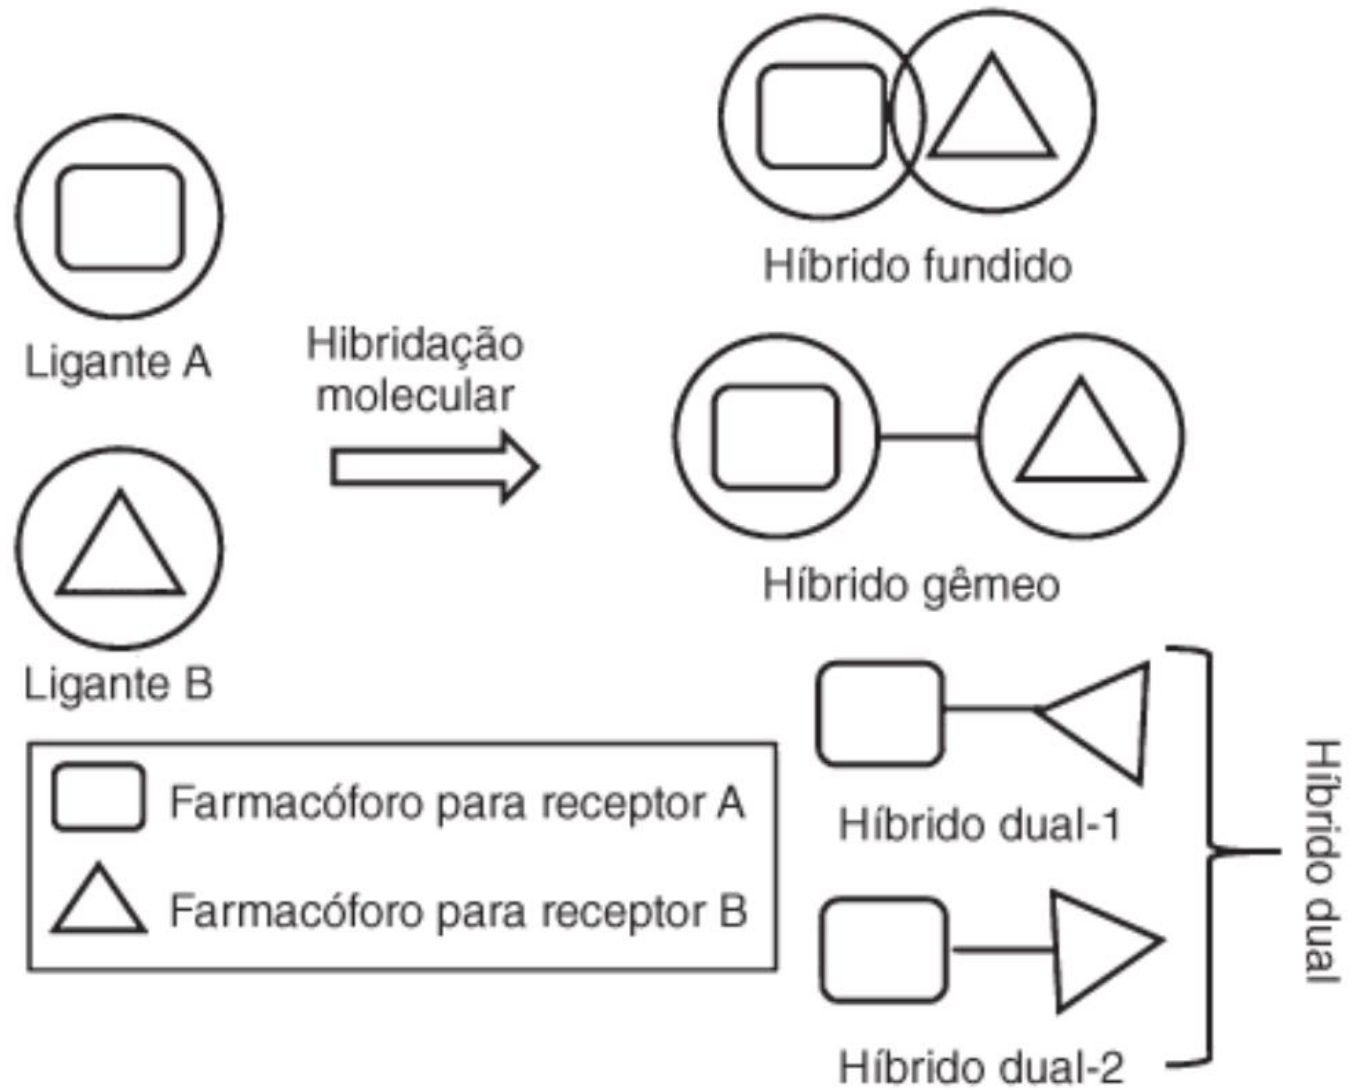 Ligante A
Ligante B
Hibridação
molecular
Híbrido fundido
Híbrido gêmeo
Farmacóforo para receptor A
Farmacóforo para receptor B
Híbrido dual-1
Híbrido dual-2
Híbrido dual